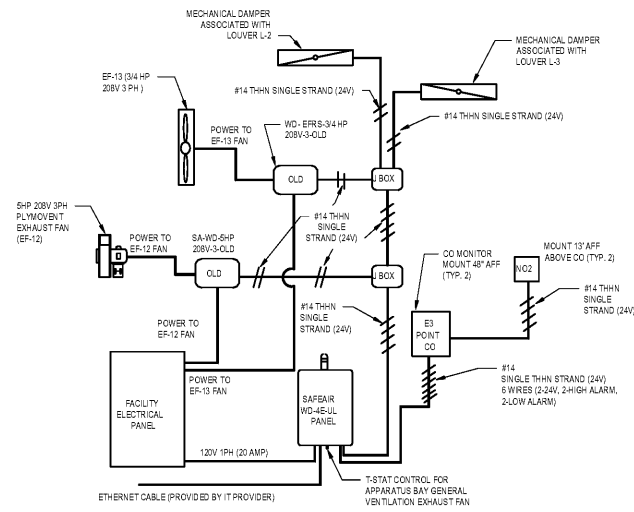 MECHANICAL DAMPER
ASSOCIATED WITH
LOUVER L-2
MECHANICAL DAMPER
ASSOCIATED WITH
LOUVER L-3
EF-13 (3/4 HP
208V 3 PH )
#14 THHN SINGLE STRAND (24V)
#14 THHN SINGLE STRAND (24V)
WD- EFRS-3/4 HP
208V-3-OLD
POWER TO
EF-13 FAN
OLD
J BOX
5HP 208V 3PH
PLYMOVENT
EXHAUST FAN
(EF-12)
POWER TO
EF-12 FAN
SA-WD-5HP
208V-3-OLD
#14 THHN
SINGLE
STRAND (24V)
OLD
J BOX
CO MONITOR
MOUNT 48" AFF
(TYP. 2)
MOUNT 13' AFF
ABOVE CO (TYP. 2)
NO2
#14 THHN
SINGLE
STRAND (24V)
#14 THHN
SINGLE
STRAND (24V)
E3
POINT
CO
POWER TO
EF-12 FAN
FACILITY
ELECTRICAL
PANEL
POWER TO
EF-13 FAN
SAFEAIR
WD-4E-UL
PANEL
#14
SINGLE THHN STRAND (24V)
6 WIRES (2-24V, 2-HIGH ALARM,
2-LOW ALARM)
120V 1PH (20 AMP)
T-STAT CONTROL FOR
APPARATUS BAY GENERAL
VENTILATION EXHAUST FAN
ETHERNET CABLE (PROVIDED BY IT PROVIDER)